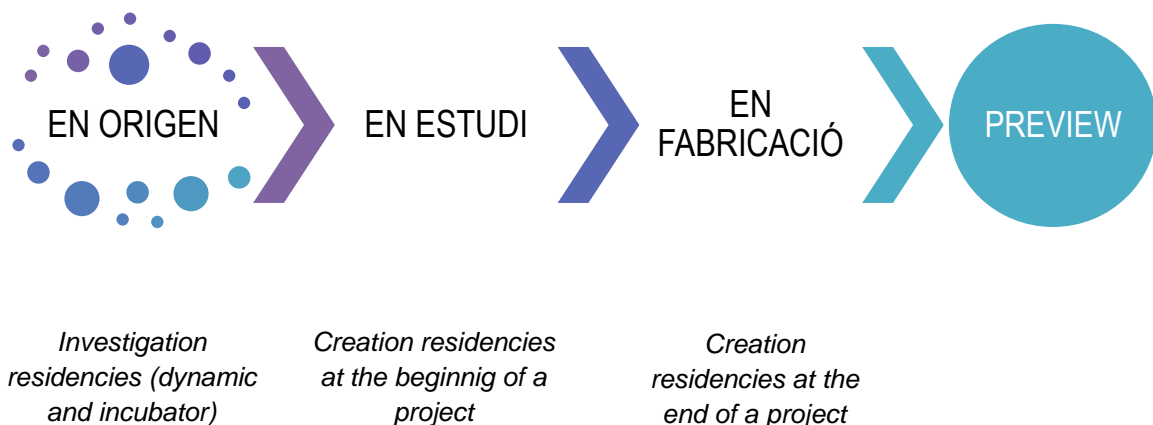 EN ORIGEN
EN ESTUDI
EN
FABRICACIÓ
PREVIEW
Investigation
residencies (dynamic
and incubator)
Creation residencies
at the beginnig of a
project
Creation
residencies at the
end of a project